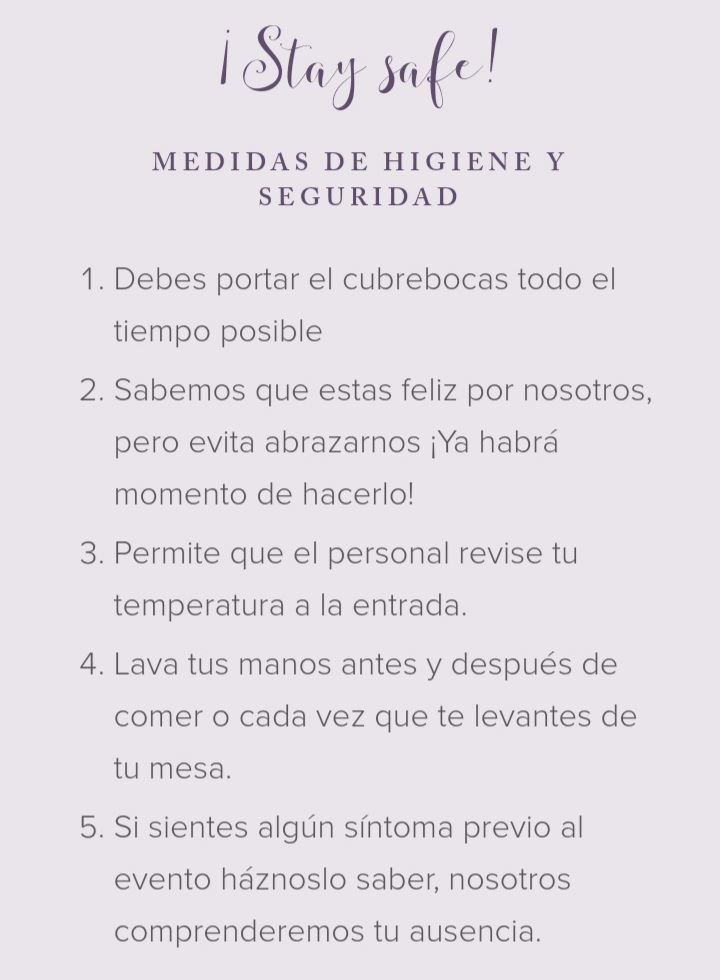 ¡Stay safe!
MEDIDAS DE HIGIENE Y
SEGURIDAD
1. Debes portar el cubrebocas todo el
tiempo posible
2. Sabemos que estas feliz por nosotros,
pero evita abrazarnos ¡Ya habrá
momento de hacerlo!
3. Permite que el personal revise tu
temperatura a la entrada.
4. Lava tus manos antes y después de
comer o cada vez que te levantes de
tu mesa.
5. Si sientes algún síntoma previo al
evento háznoslo saber, nosotros
comprenderemos tu ausencia.